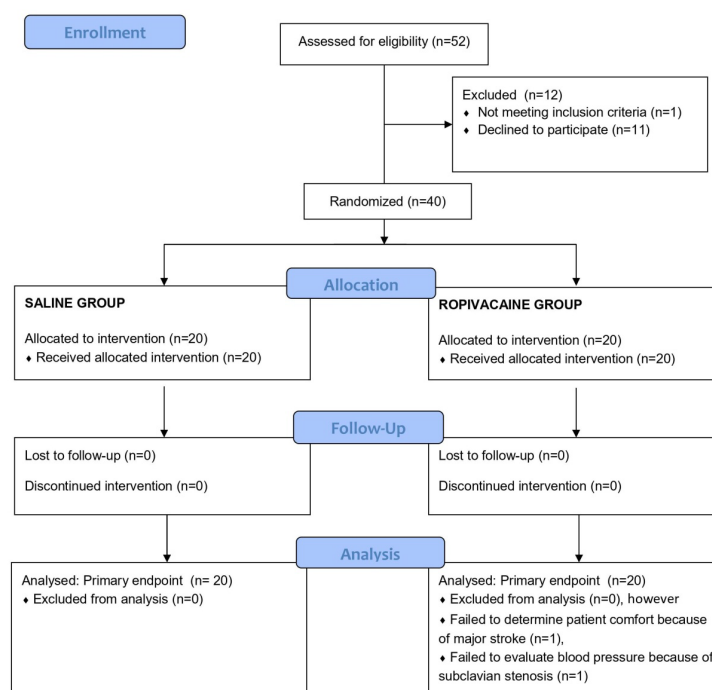 Enrollment
Assessed for eligibility (n=52)
Excluded (n=12)
♦ Not meeting inclusion criteria (n=1)
♦ Declined to participate (n=11)
Randomized (n=40)
Allocation
SALINE GROUP
Allocated to intervention (n=20)
♦ Received allocated intervention (n=20)
ROPIVACAINE GROUP
Allocated to intervention (n=20)
♦ Received allocated intervention (n=20)
Follow-Up
Lost to follow-up (n=0)
Discontinued intervention (n=0)
Lost to follow-up (n=0)
Discontinued intervention (n=0)
Analysis
Analysed: Primary endpoint (n= 20)
♦ Excluded from analysis (n=0)
Analysed: Primary endpoint (n=20)
♦ Excluded from analysis (n=0), however
♦ Failed to determine patient comfort because
of major stroke (n=1),
♦ Failed to evaluate blood pressure because of
subclavian stenosis (n=1)